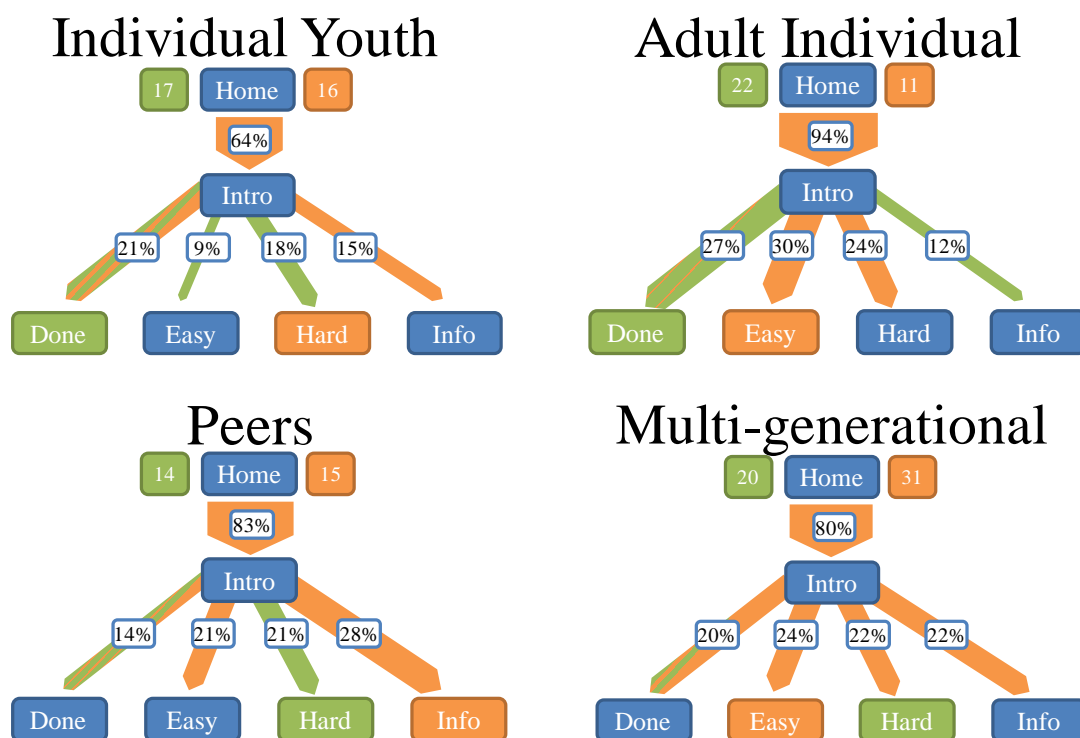 Individual Youth
17 Home 16
64%
Intro
21% 9% 18% 15%
Done Easy Hard Info
Adult Individual
22 Home 11
94%
Intro
27% 30% 24% 12%
Done Easy Hard Info
Peers
14 Home 15
83%
Intro
14% 21% 21% 28%
Done Easy Hard Info
Multi-generational
20 Home 31
80%
Intro
20% 24% 22% 22%
Done Easy Hard Info